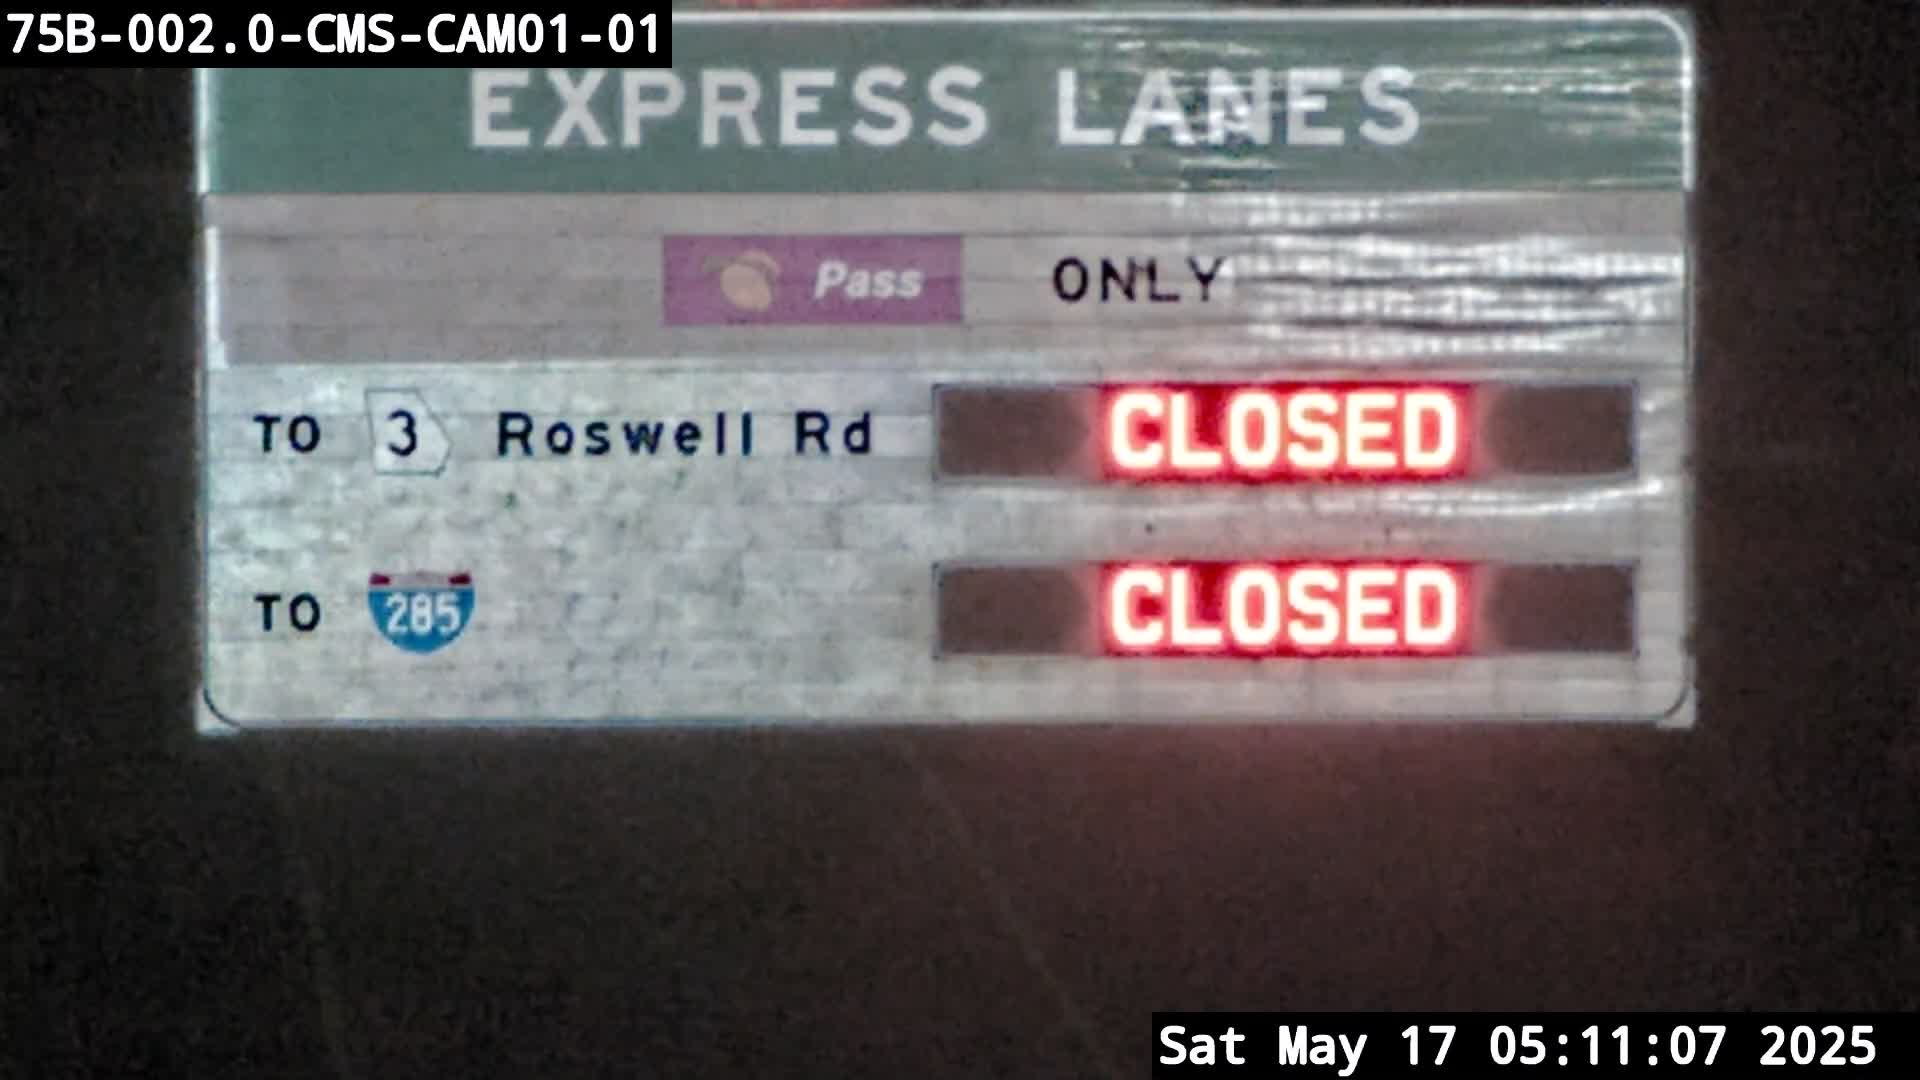 75B-002.0-CMS-CAM01-01
EXPRESS LANES
Pass ONLY
TO 3 Roswell Rd CLOSED
TO 285 CLOSED
Sat May 17 05:11:07 2025